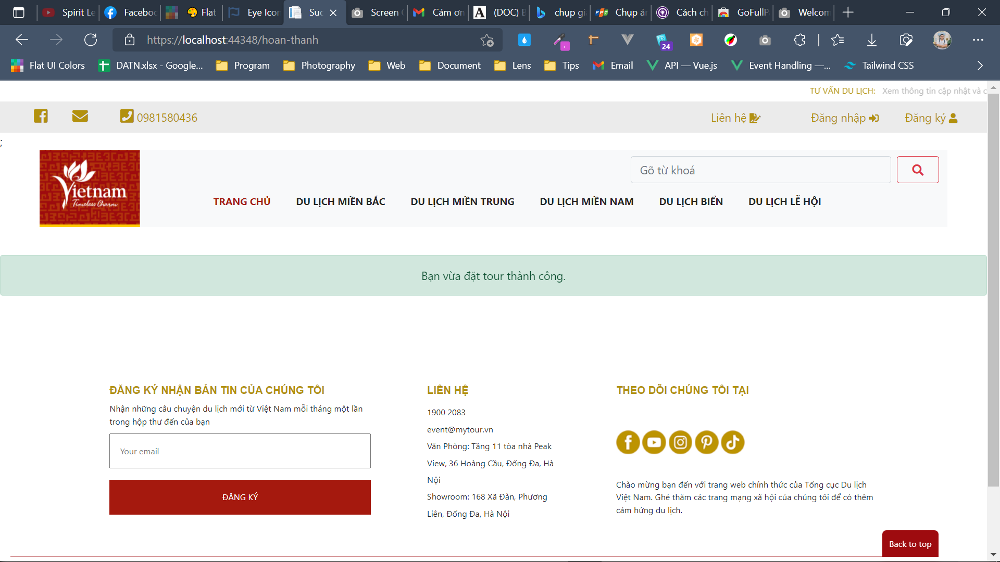 Spirit Le
Faceboo
Flat
Eye Icon
Suc
Screen
Cảm ơn
A
(DOC) B
chụp gi
Chụp ản
Cách ch
GoFullP
Welcom
https://localhost:44348/hoan-thanh
24
Flat UI Colors
DATN.xlsx - Google...
Program
Photography
Web
Document
Lens
Tips
Email
API — Vue.js
Event Handling —...
Tailwind CSS
TƯ VẤN DU LỊCH: Xem thông tin cập nhật và c
0981580436
Liên hệ
Đăng nhập
Đăng ký
;
Vietnam
Timeless Charm
Gõ từ khoá
TRANG CHỦ
DU LỊCH MIỀN BẮC
DU LỊCH MIỀN TRUNG
DU LỊCH MIỀN NAM
DU LỊCH BIỂN
DU LỊCH LỄ HỘI
Bạn vừa đặt tour thành công.
ĐĂNG KÝ NHẬN BẢN TIN CỦA CHÚNG TÔI
Nhận những câu chuyện du lịch mới từ Việt Nam mỗi tháng một lần
trong hộp thư đến của bạn
Your email
ĐĂNG KÝ
LIÊN HỆ
1900 2083
event@mytour.vn
Văn Phòng: Tầng 11 tòa nhà Peak
View, 36 Hoàng Cầu, Đống Đa, Hà
Nội
Showroom: 168 Xã Đàn, Phương
Liên, Đống Đa, Hà Nội
THEO DÕI CHÚNG TÔI TẠI
Chào mừng bạn đến với trang web chính thức của Tổng cục Du lịch
Việt Nam. Ghé thăm các trang mạng xã hội của chúng tôi để có thêm
cảm hứng du lịch.
Back to top